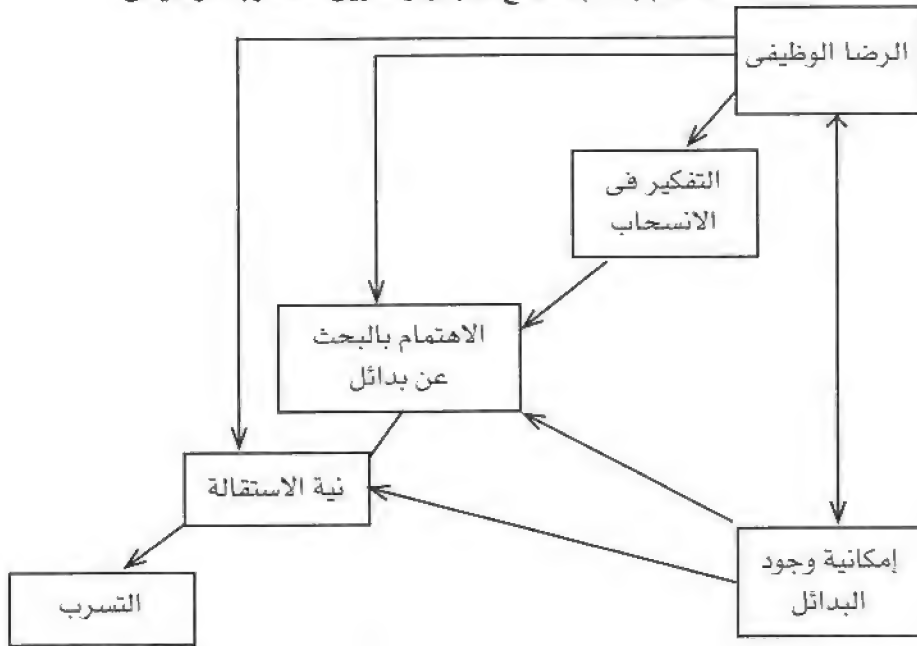 الرضا الوظيفى
التفكير فى
الانسحاب
الاهتمام بالبحث
عن بدائل
نية الاستقالة
إمكانية وجود
البدائل
التسرب